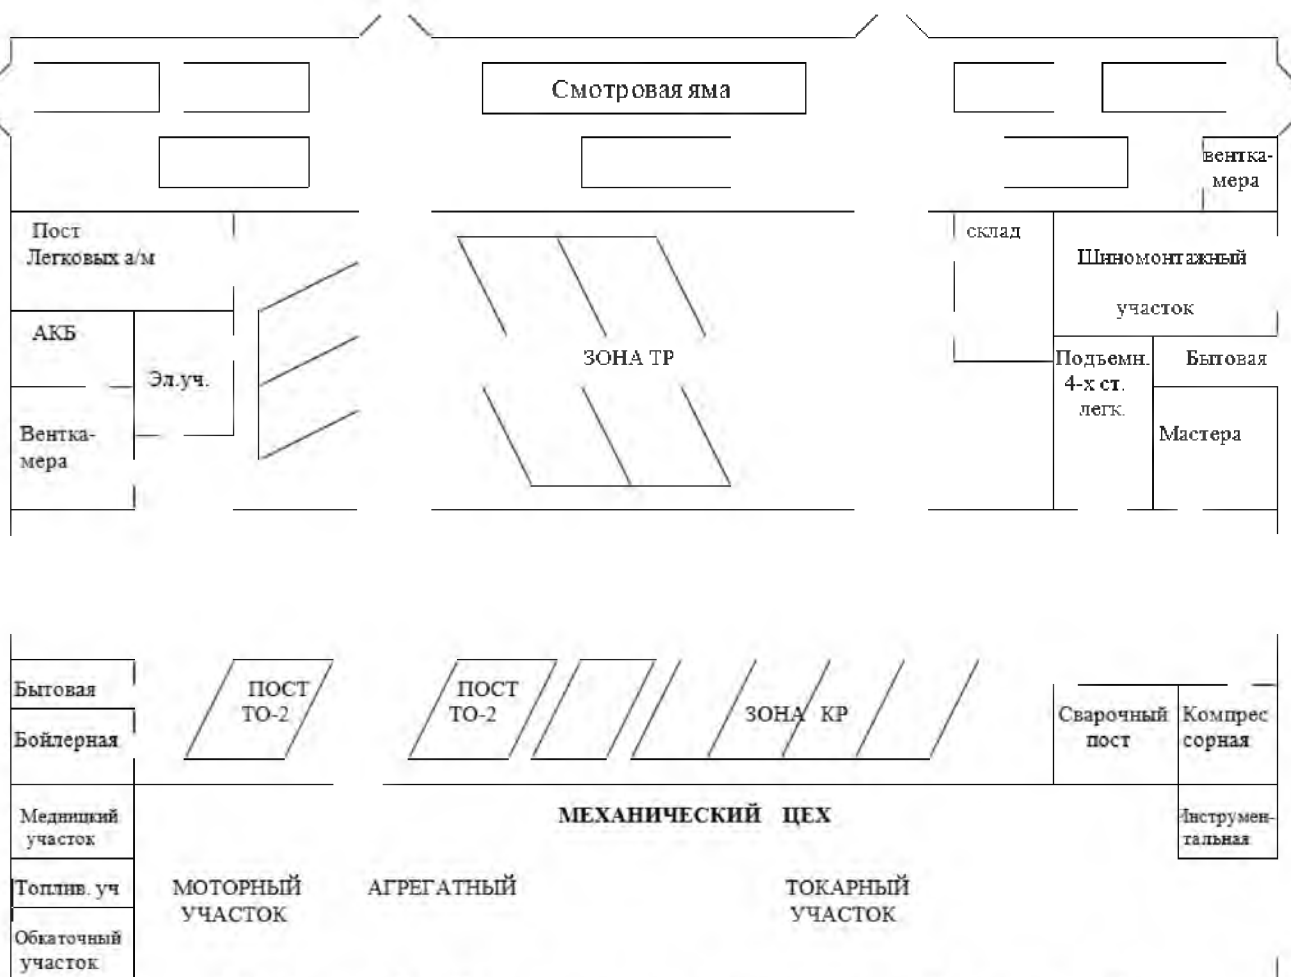 Смотровая яма
вентка-
мера
Пост
Легковых а/м
склад
Шиномонтажный
участок
АКБ
Эл.уч.
ЗОНА ТР
Подъемн.
4-х ст.
легк.
Бытовая
Вентка-
мера
Мастера
Бытовая
Бойлерная
ПОСТ
ТО-2
ПОСТ
ТО-2
ЗОНА КР
Сварочный
пост
Компрес
сорная
Медницкий
участок
МЕХАНИЧЕСКИЙ ЦЕХ
Инструмен-
тальная
Топлив. уч
МОТОРНЫЙ
УЧАСТОК
АГРЕГАТНЫЙ
ТОКАРНЫЙ
УЧАСТОК
Обкаточный
участок